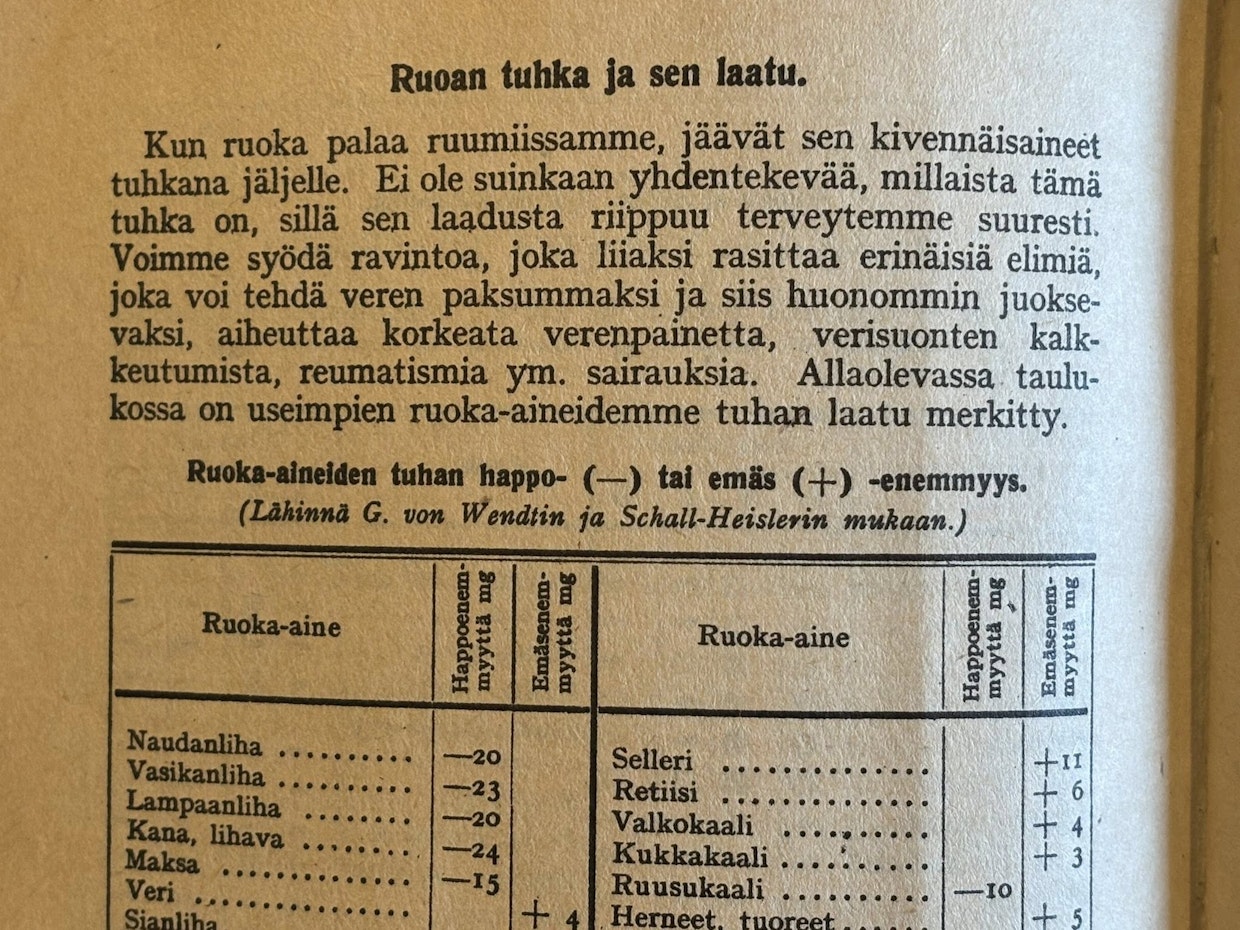 Ruoan tuhka ja sen laatu.
Kun ruoka palaa ruumiissamme, jäävät sen kivennäisaineet
tuhkana jäljelle. Ei ole suinkaan yhdentekevää, millaista tämä
tuhka on, sillä sen laadusta riippuu terveytemme suuresti.
Voimme syödä ravintoa, joka liiaksi rasittaa erinäisiä elimiä,
joka voi tehdä veren paksummaksi ja siis huonommin juokse-
vaksi, aiheuttaa korkeata verenpainetta, verisuonten kalk-
keutumista, reumatismia ym. sairauksia. Allaolevassa taulu-
kossa on useimpien ruoka-aineidemme tuhan laatu merkitty.
Ruoka-aineiden tuhan happo- (—) tai emäs (+) -enemmyys.
(Lähinnä G. von Wendtin ja Schall-Heislerin mukaan.)
Ruoka-aine
Happoenem-
myyttä mg
Emäsenem-
myyttä mg
Naudanliha .......... —20
Vasikanliha .......... —23
Lampaanliha ........ —20
Kana, lihava ........ —24
Maksa .............. —15
Veri ................ + 4
Sianliha
Ruoka-aine
Happoenem-
myyttä mg
Emäsenem-
myyttä mg
Selleri .............. +11
Retiisi .............. + 6
Valkokaali .......... + 4
Kukkakaali .......... + 3
Ruusukaali .......... —10
Herneet, tuoreet ...... + 5